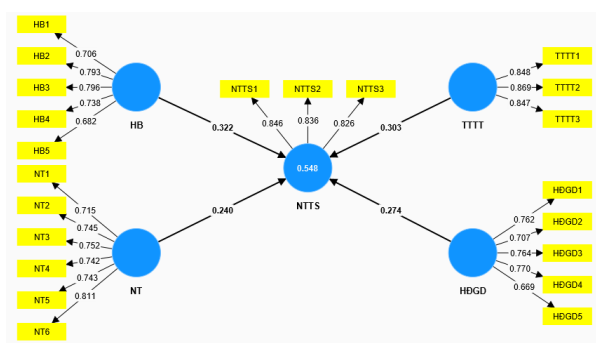 HB1
HB2
HB3
HB4
HB5
0.706
0.793
0.796
0.738
0.682
HB
NT1
NT2
NT3
NT4
NT5
NT6
0.715
0.745
0.752
0.742
0.743
0.811
NT
NTTS1
NTTS2
NTTS3
0.846
0.836
0.826
0.322
0.303
0.548
NTTS
0.240
0.274
TTTT1
TTTT2
TTTT3
0.848
0.869
0.847
TTTT
HĐGD1
HĐGD2
HĐGD3
HĐGD4
HĐGD5
0.762
0.707
0.764
0.770
0.669
HĐGD